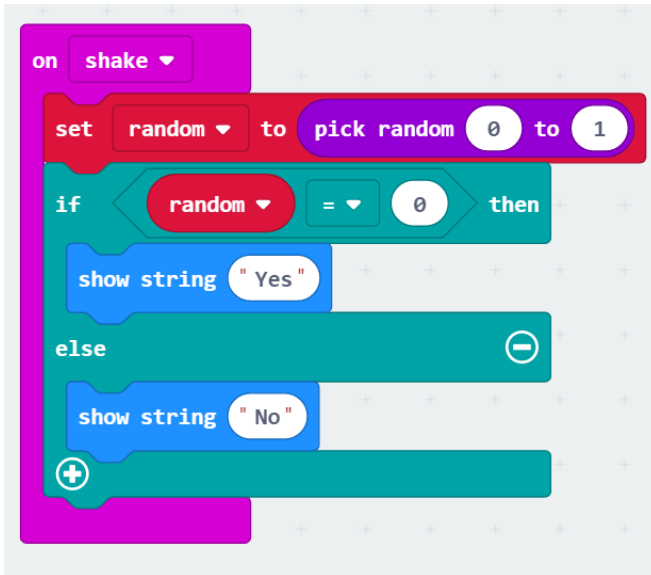 on shake
set random to pick random 0 to 1
if random = 0 then
show string "Yes"
else
show string "No"